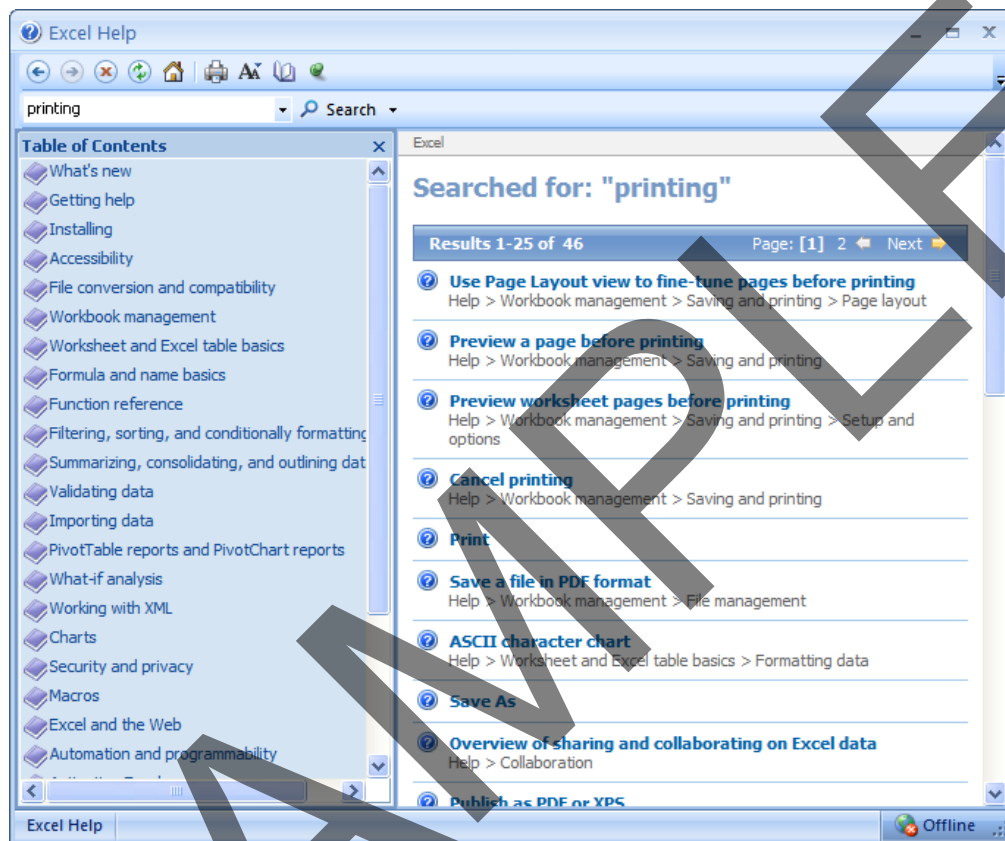 Excel Help
printing
Search
Table of Contents
What's new
Getting help
Installing
Accessibility
File conversion and compatibility
Workbook management
Worksheet and Excel table basics
Formula and name basics
Function reference
Filtering, sorting, and conditionally formatting
Summarizing, consolidating, and outlining dat
Validating data
Importing data
PivotTable reports and PivotChart reports
What-if analysis
Working with XML
Charts
Security and privacy
Macros
Excel and the Web
Automation and programmability
Excel
Searched for: "printing"
Results 1-25 of 46 Page: [1] 2 Next
Use Page Layout view to fine-tune pages before printing
Help > Workbook management > Saving and printing > Page layout
Preview a page before printing
Help > Workbook management > Saving and printing
Preview worksheet pages before printing
Help > Workbook management > Saving and printing > Setup and
options
Cancel printing
Help > Workbook management > Saving and printing
Print
Save a file in PDF format
Help > Workbook management > File management
ASCII character chart
Help > Worksheet and Excel table basics > Formatting data
Save As
Overview of sharing and collaborating on Excel data
Help > Collaboration
Publish as PDF or XPS
Excel Help
Offline
AMPLE